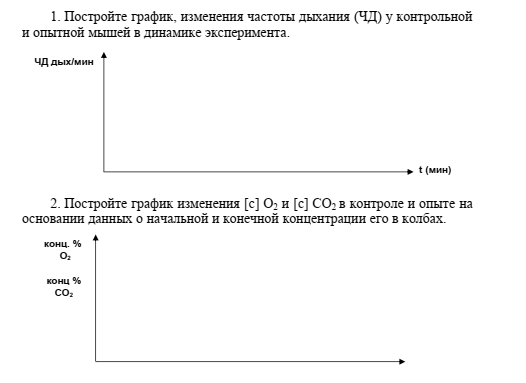 1. Постройте график, изменения частоты дыхания (ЧД) у контрольной
и опытной мышей в динамике эксперимента.
ЧД дых/мин
t (мин)
2. Постройте график изменения [с] O₂ и [с] CO₂ в контроле и опыте на
основании данных о начальной и конечной концентрации его в колбах.
конц. %
O₂
конц %
CO₂